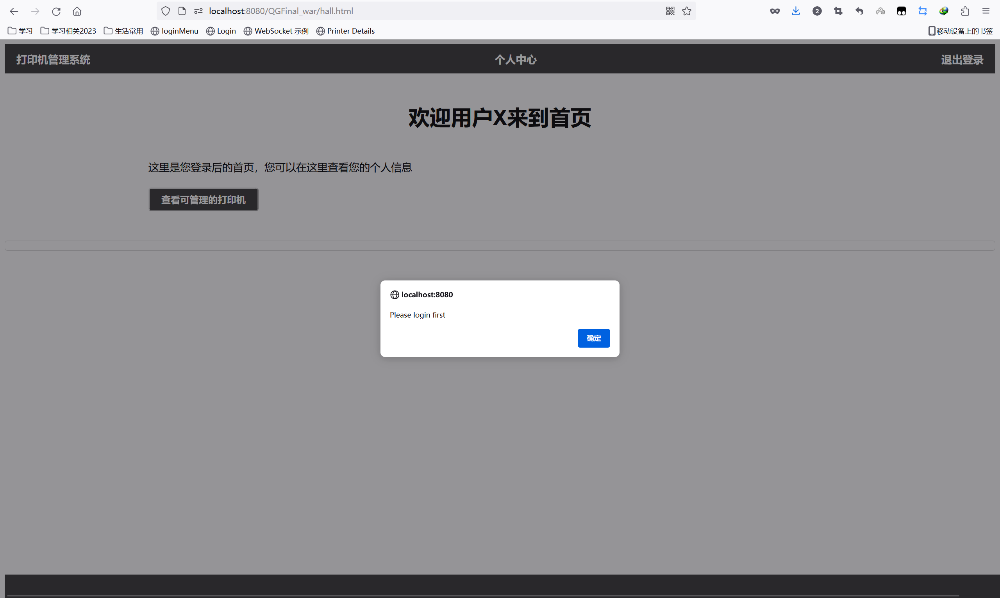 localhost:8080/QGFinal_war/hall.html
2
学习
学习相关2023
生活常用
loginMenu
Login
WebSocket 示例
Printer Details
移动设备上的书签
打印机管理系统
个人中心
退出登录
欢迎用户X来到首页
这里是您登录后的首页，您可以在这里查看您的个人信息
查看可管理的打印机
localhost:8080
Please login first
确定